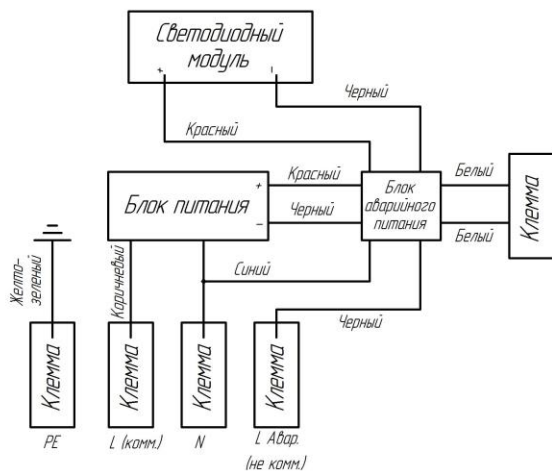 Светодиодный
модуль
+ -
Черный
Красный
Красный
Белый
Блок питания
+
-
Черный
Блок
аварийного
питания
Белый
Клемма
Желто-
зеленый
Коричневый
Синий
Черный
Клемма
Клемма
Клемма
Клемма
PE
L (комм.)
N
L Авар.
(не комм.)